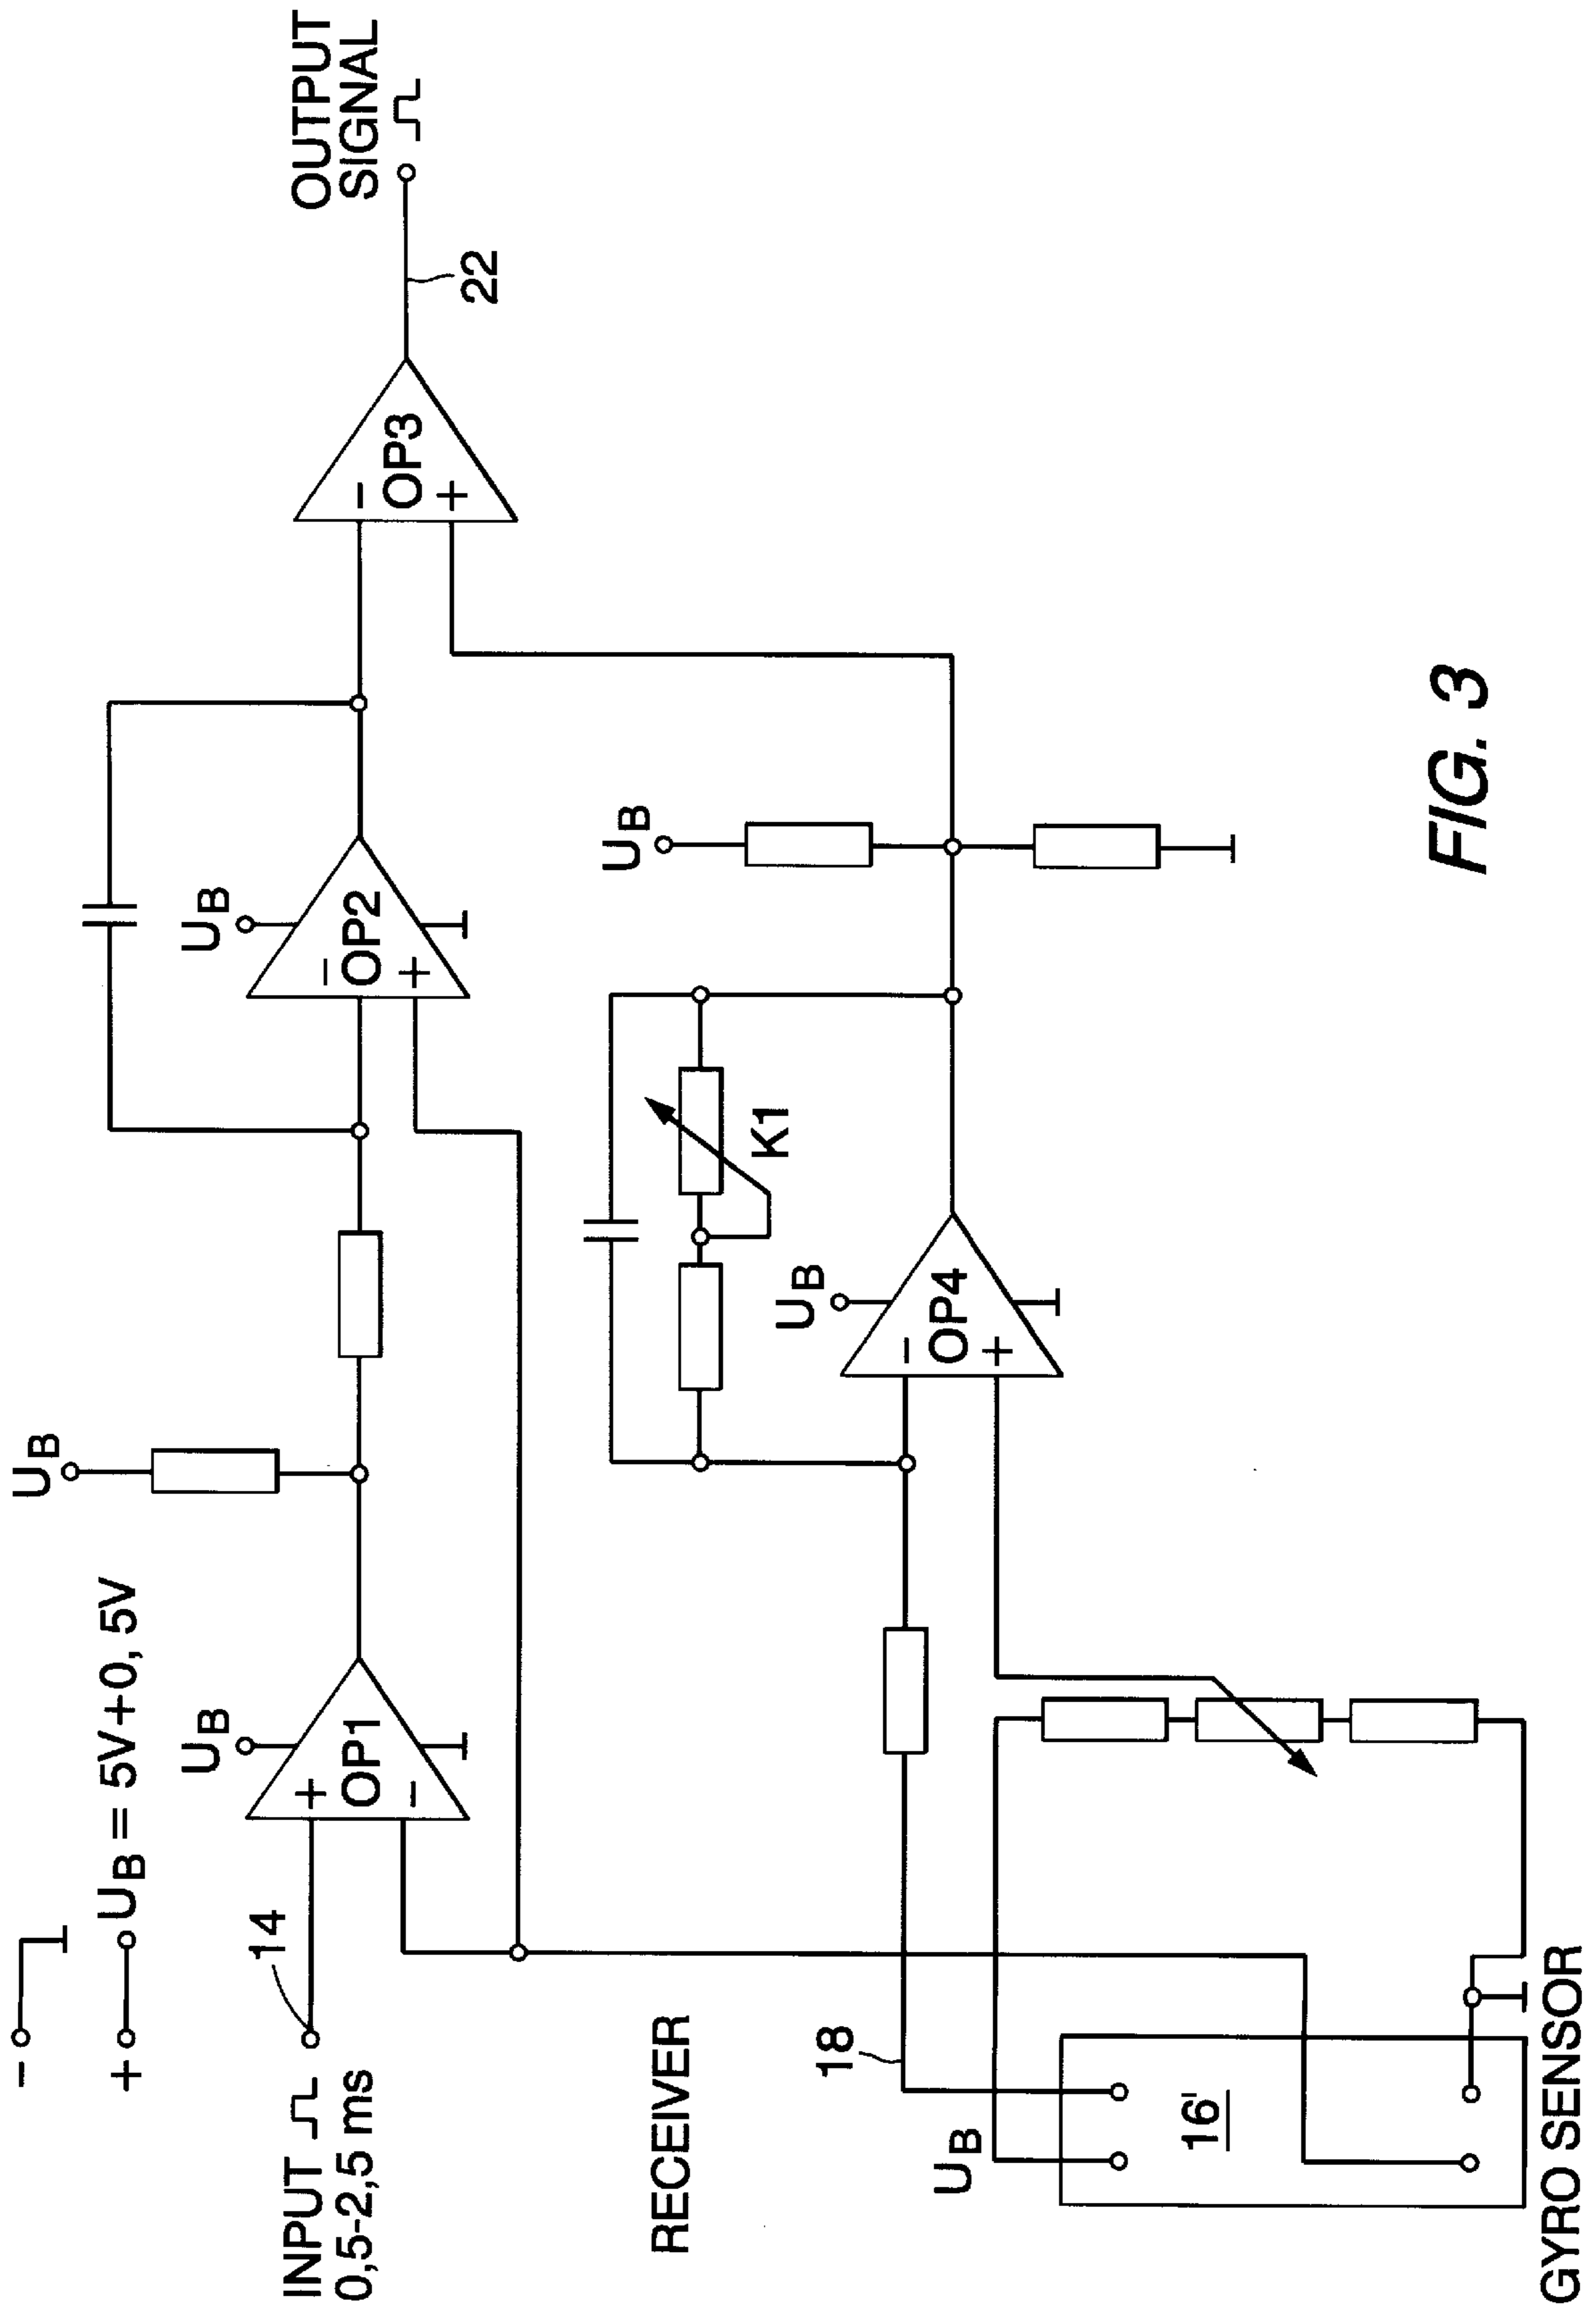 −
+ UB = 5V+0,5V
14
INPUT
0,5-2,5 ms
UB
+
OP1
−
UB
UB
−
OP2
+
−
OP3
+
OUTPUT
SIGNAL
22
RECEIVER
18
UB
16'
GYRO SENSOR
UB
−
OP4
+
K1
UB
FIG. 3